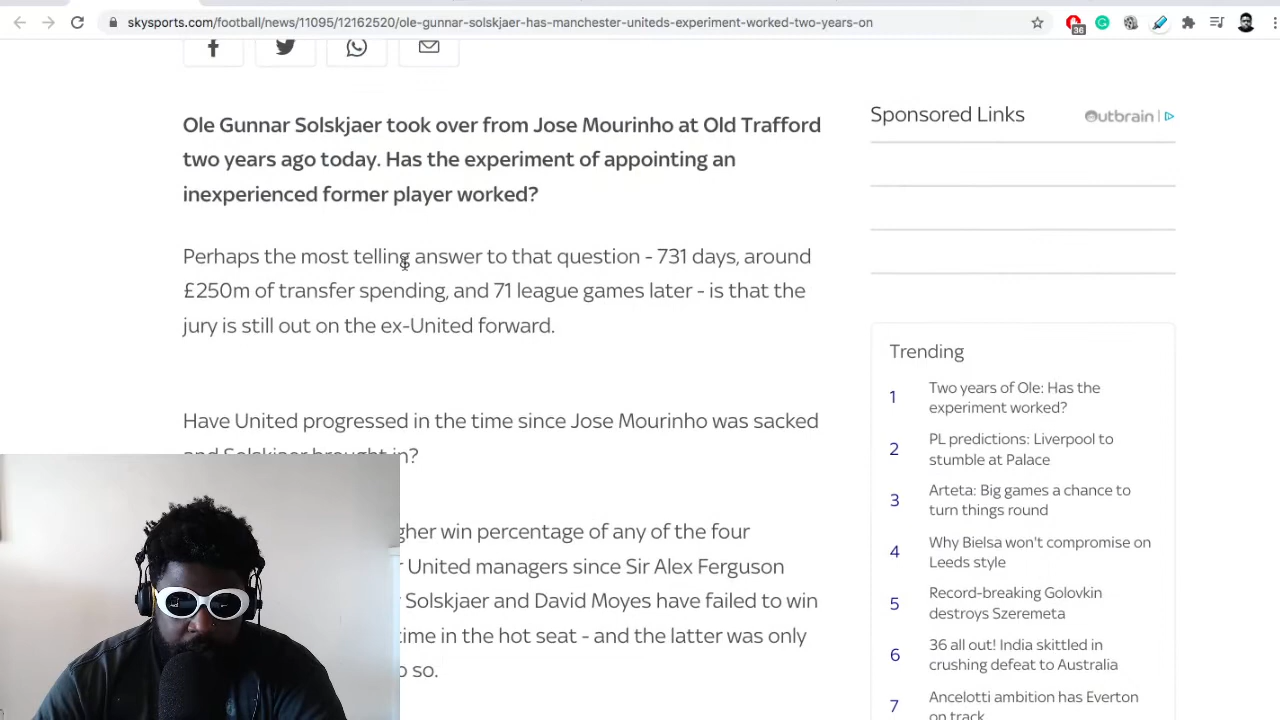 skysports.com/football/news/11095/12162520/ole-gunnar-solskjaer-has-manchester-uniteds-experiment-worked-two-years-on
36
Ole Gunnar Solskjaer took over from Jose Mourinho at Old Trafford
two years ago today. Has the experiment of appointing an
inexperienced former player worked?
Perhaps the most telling answer to that question - 731 days, around
£250m of transfer spending, and 71 league games later - is that the
jury is still out on the ex-United forward.
Have United progressed in the time since Jose Mourinho was sacked
and Solskjaer brought in?
gher win percentage of any of the four
r United managers since Sir Alex Ferguson
Solskjaer and David Moyes have failed to win
time in the hot seat - and the latter was only
o so.
Sponsored Links
Outbrain
Trending
1 Two years of Ole: Has the
experiment worked?
2 PL predictions: Liverpool to
stumble at Palace
3 Arteta: Big games a chance to
turn things round
4 Why Bielsa won't compromise on
Leeds style
5 Record-breaking Golovkin
destroys Szeremeta
6 36 all out! India skittled in
crushing defeat to Australia
7 Ancelotti ambition has Everton
on track